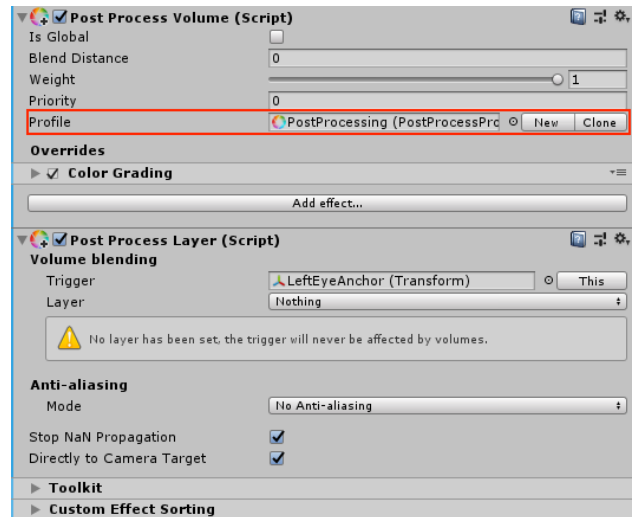 Post Process Volume (Script)
Is Global
Blend Distance 0
Weight 1
Priority 0
Profile PostProcessing (PostProcessPro New Clone
Overrides
Color Grading
Add effect...
Post Process Layer (Script)
Volume blending
Trigger LeftEyeAnchor (Transform) This
Layer Nothing
No layer has been set, the trigger will never be affected by volumes.
Anti-aliasing
Mode No Anti-aliasing
Stop NaN Propagation
Directly to Camera Target
Toolkit
Custom Effect Sorting